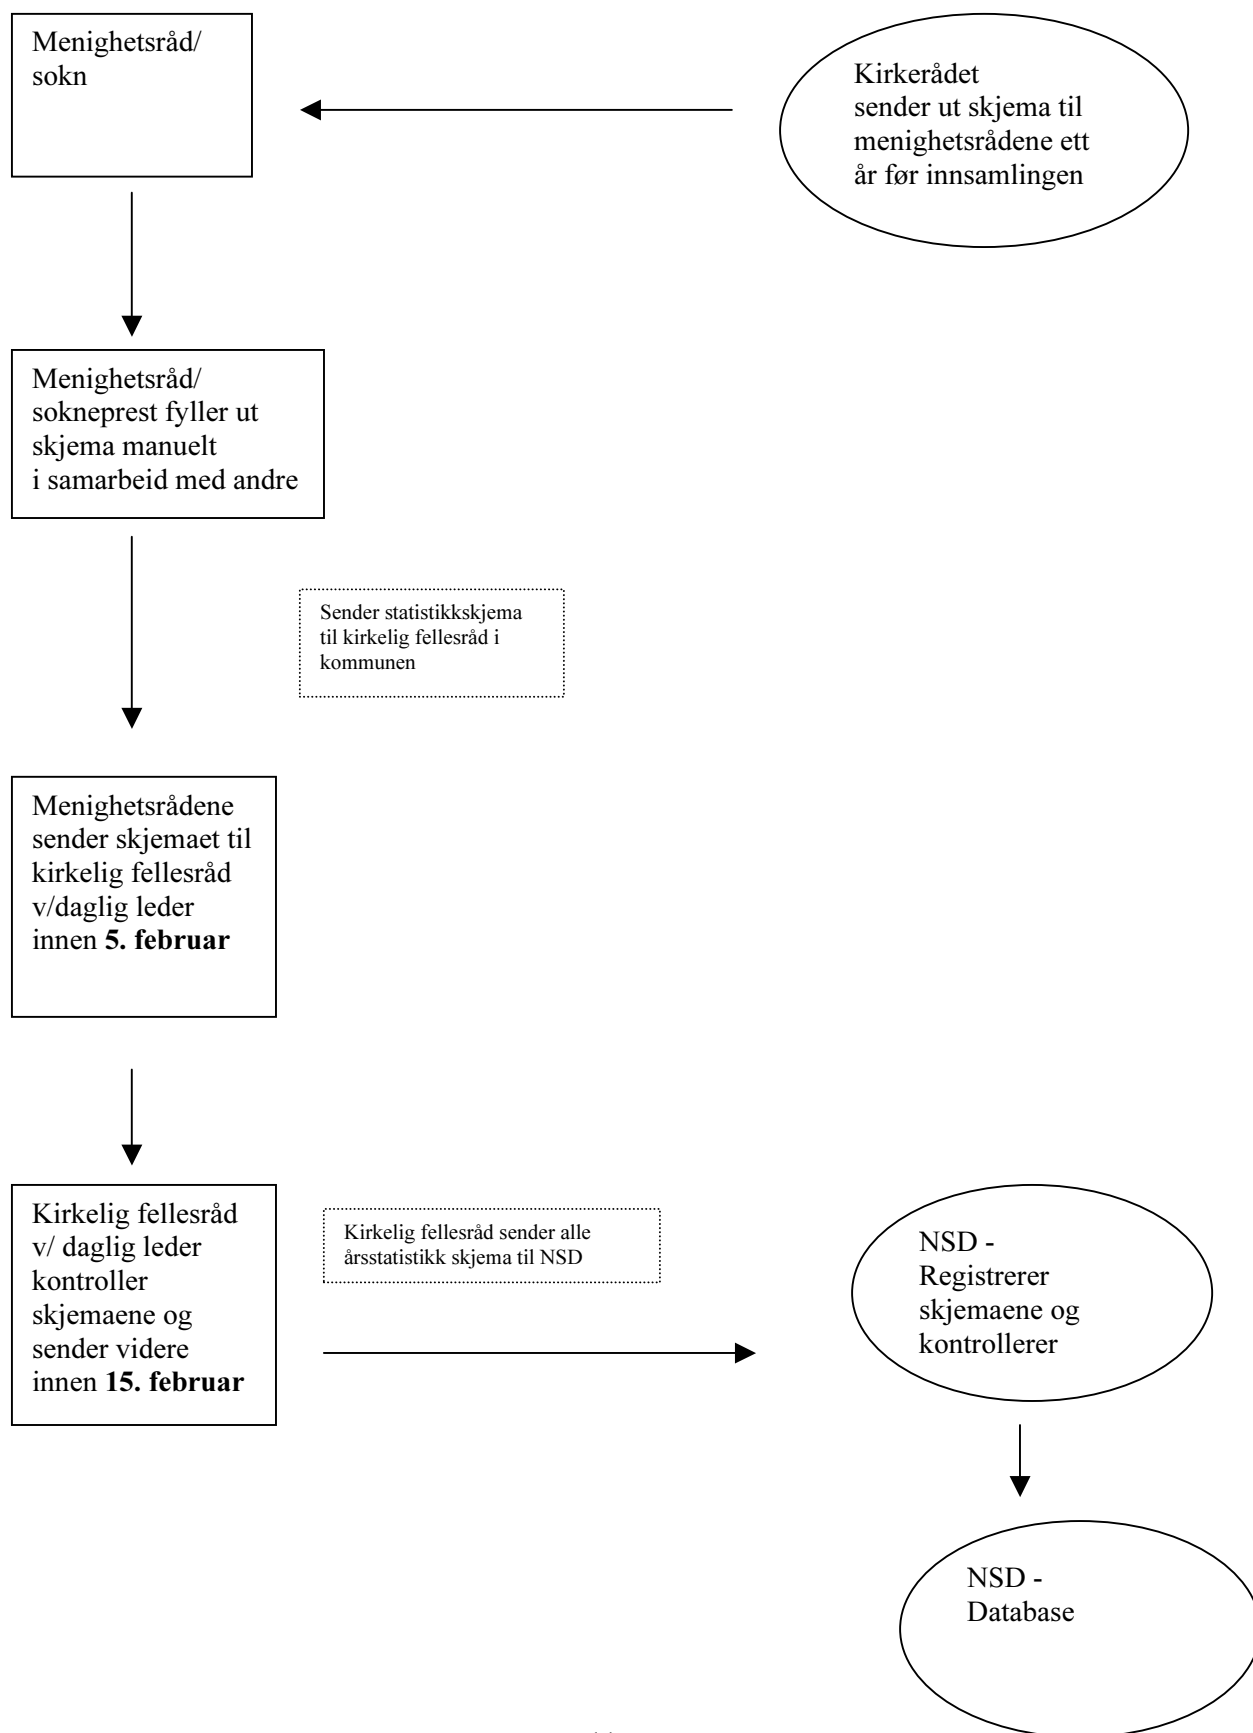 Menighetsråd/
sokn
Kirkerådet
sender ut skjema til
menighetsrådene ett
år før innsamlingen
Menighetsråd/
sokneprest fyller ut
skjema manuelt
i samarbeid med andre
Sender statistikkskjema
til kirkelig fellesråd i
kommunen
Menighetsrådene
sender skjemaet til
kirkelig fellesråd
v/daglig leder
innen 5. februar
Kirkelig fellesråd
v/ daglig leder
kontroller
skjemaene og
sender videre
innen 15. februar
Kirkelig fellesråd sender alle
årsstatistikk skjema til NSD
NSD -
Registrerer
skjemaene og
kontrollerer
NSD -
Database